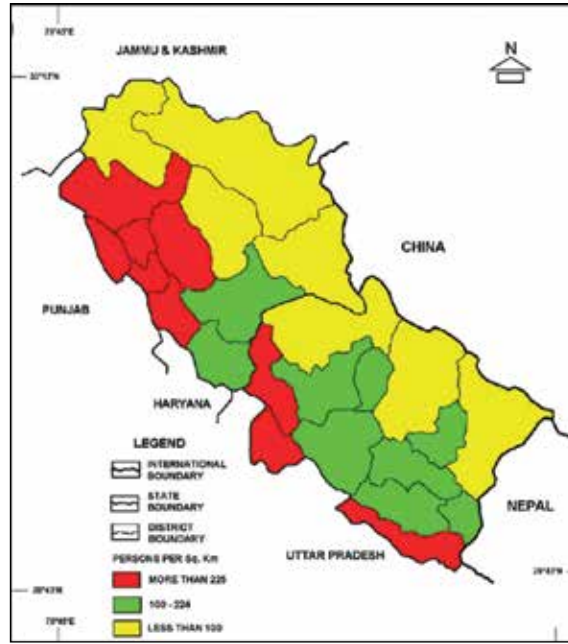 JAMMU & KASHMIR
N
CHINA
PUNJAB
HARYANA
LEGEND
INTERNATIONAL
BOUNDARY
STATE
BOUNDARY
DISTRICT
BOUNDARY
NEPAL
UTTAR PRADESH
PERSONS PER Sq. Km
MORE THAN 225
100 - 224
LESS THAN 100